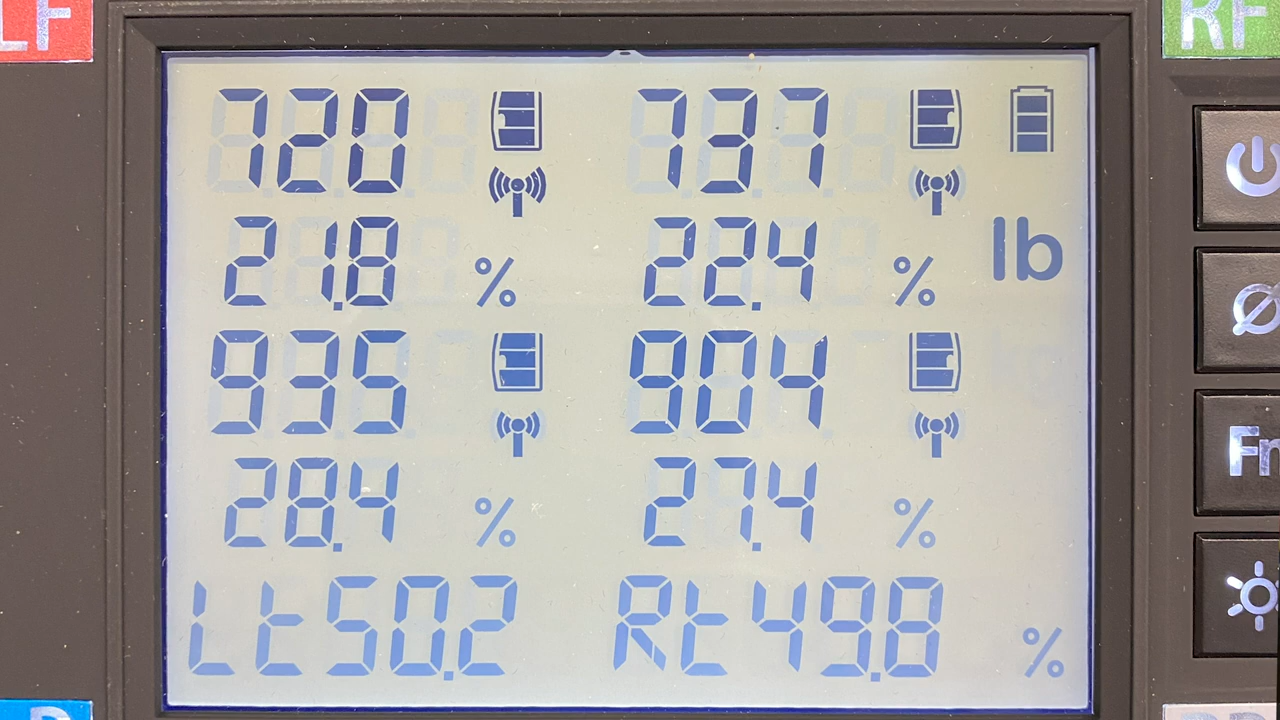 LF RF
720 737
21.8 % 22.4 % lb
935 904
28.4 % 27.4 %
Lt50.2 Rt49.8 %
Fn